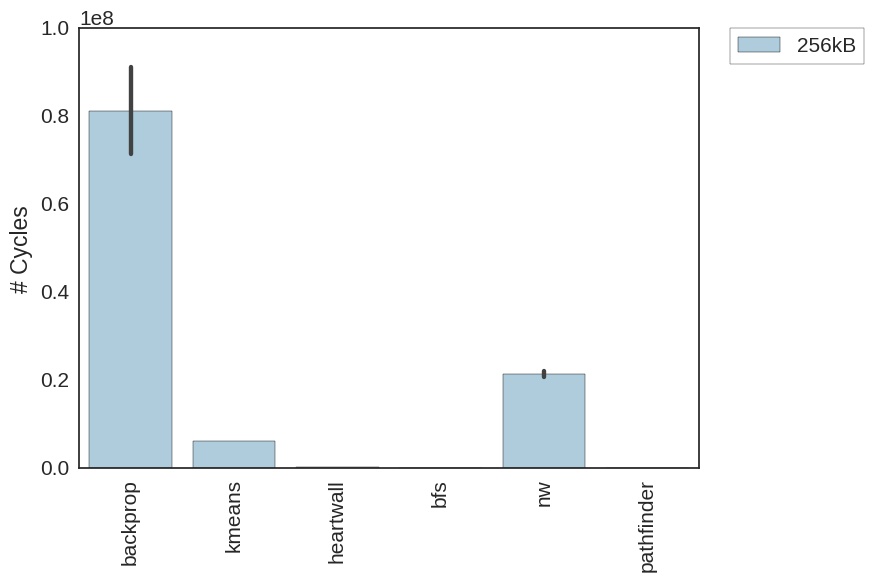 1e8
1.0
0.8
0.6
0.4
0.2
0.0
# Cycles
backprop
kmeans
heartwall
bfs
nw
pathfinder
256kB